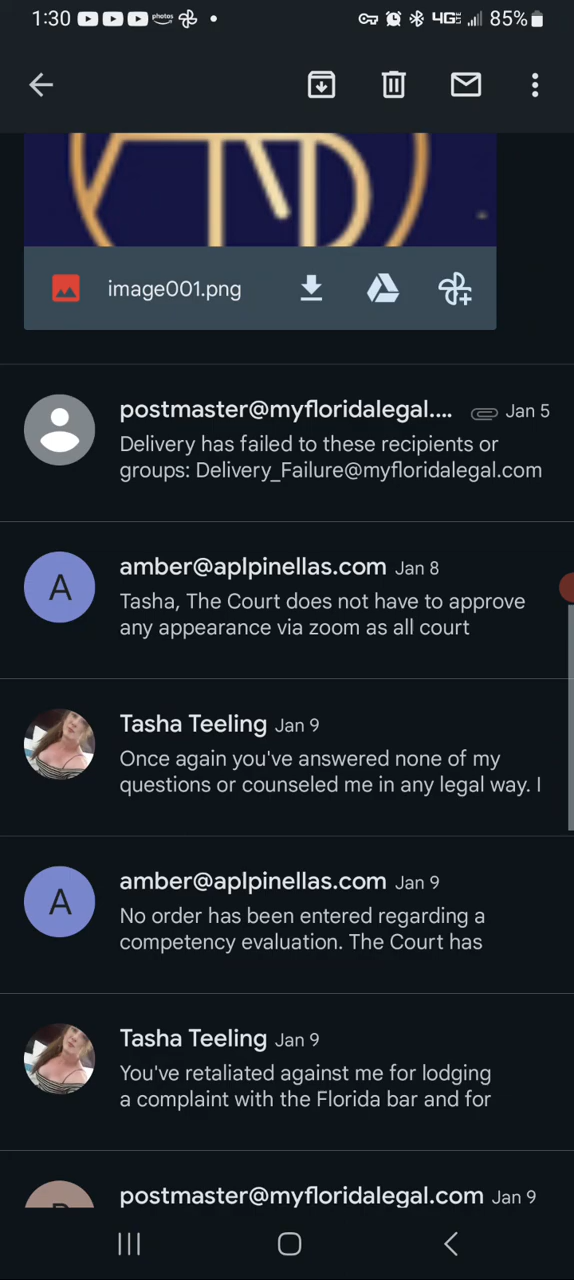 1:30 photos 4GE 85%
image001.png
postmaster@myfloridalegal.... Jan 5
Delivery has failed to these recipients or
groups: Delivery_Failure@myfloridalegal.com
A amber@aplpinellas.com Jan 8
Tasha, The Court does not have to approve
any appearance via zoom as all court
Tasha Teeling Jan 9
Once again you've answered none of my
questions or counseled me in any legal way. I
A amber@aplpinellas.com Jan 9
No order has been entered regarding a
competency evaluation. The Court has
Tasha Teeling Jan 9
You've retaliated against me for lodging
a complaint with the Florida bar and for
postmaster@myfloridalegal.com Jan 9